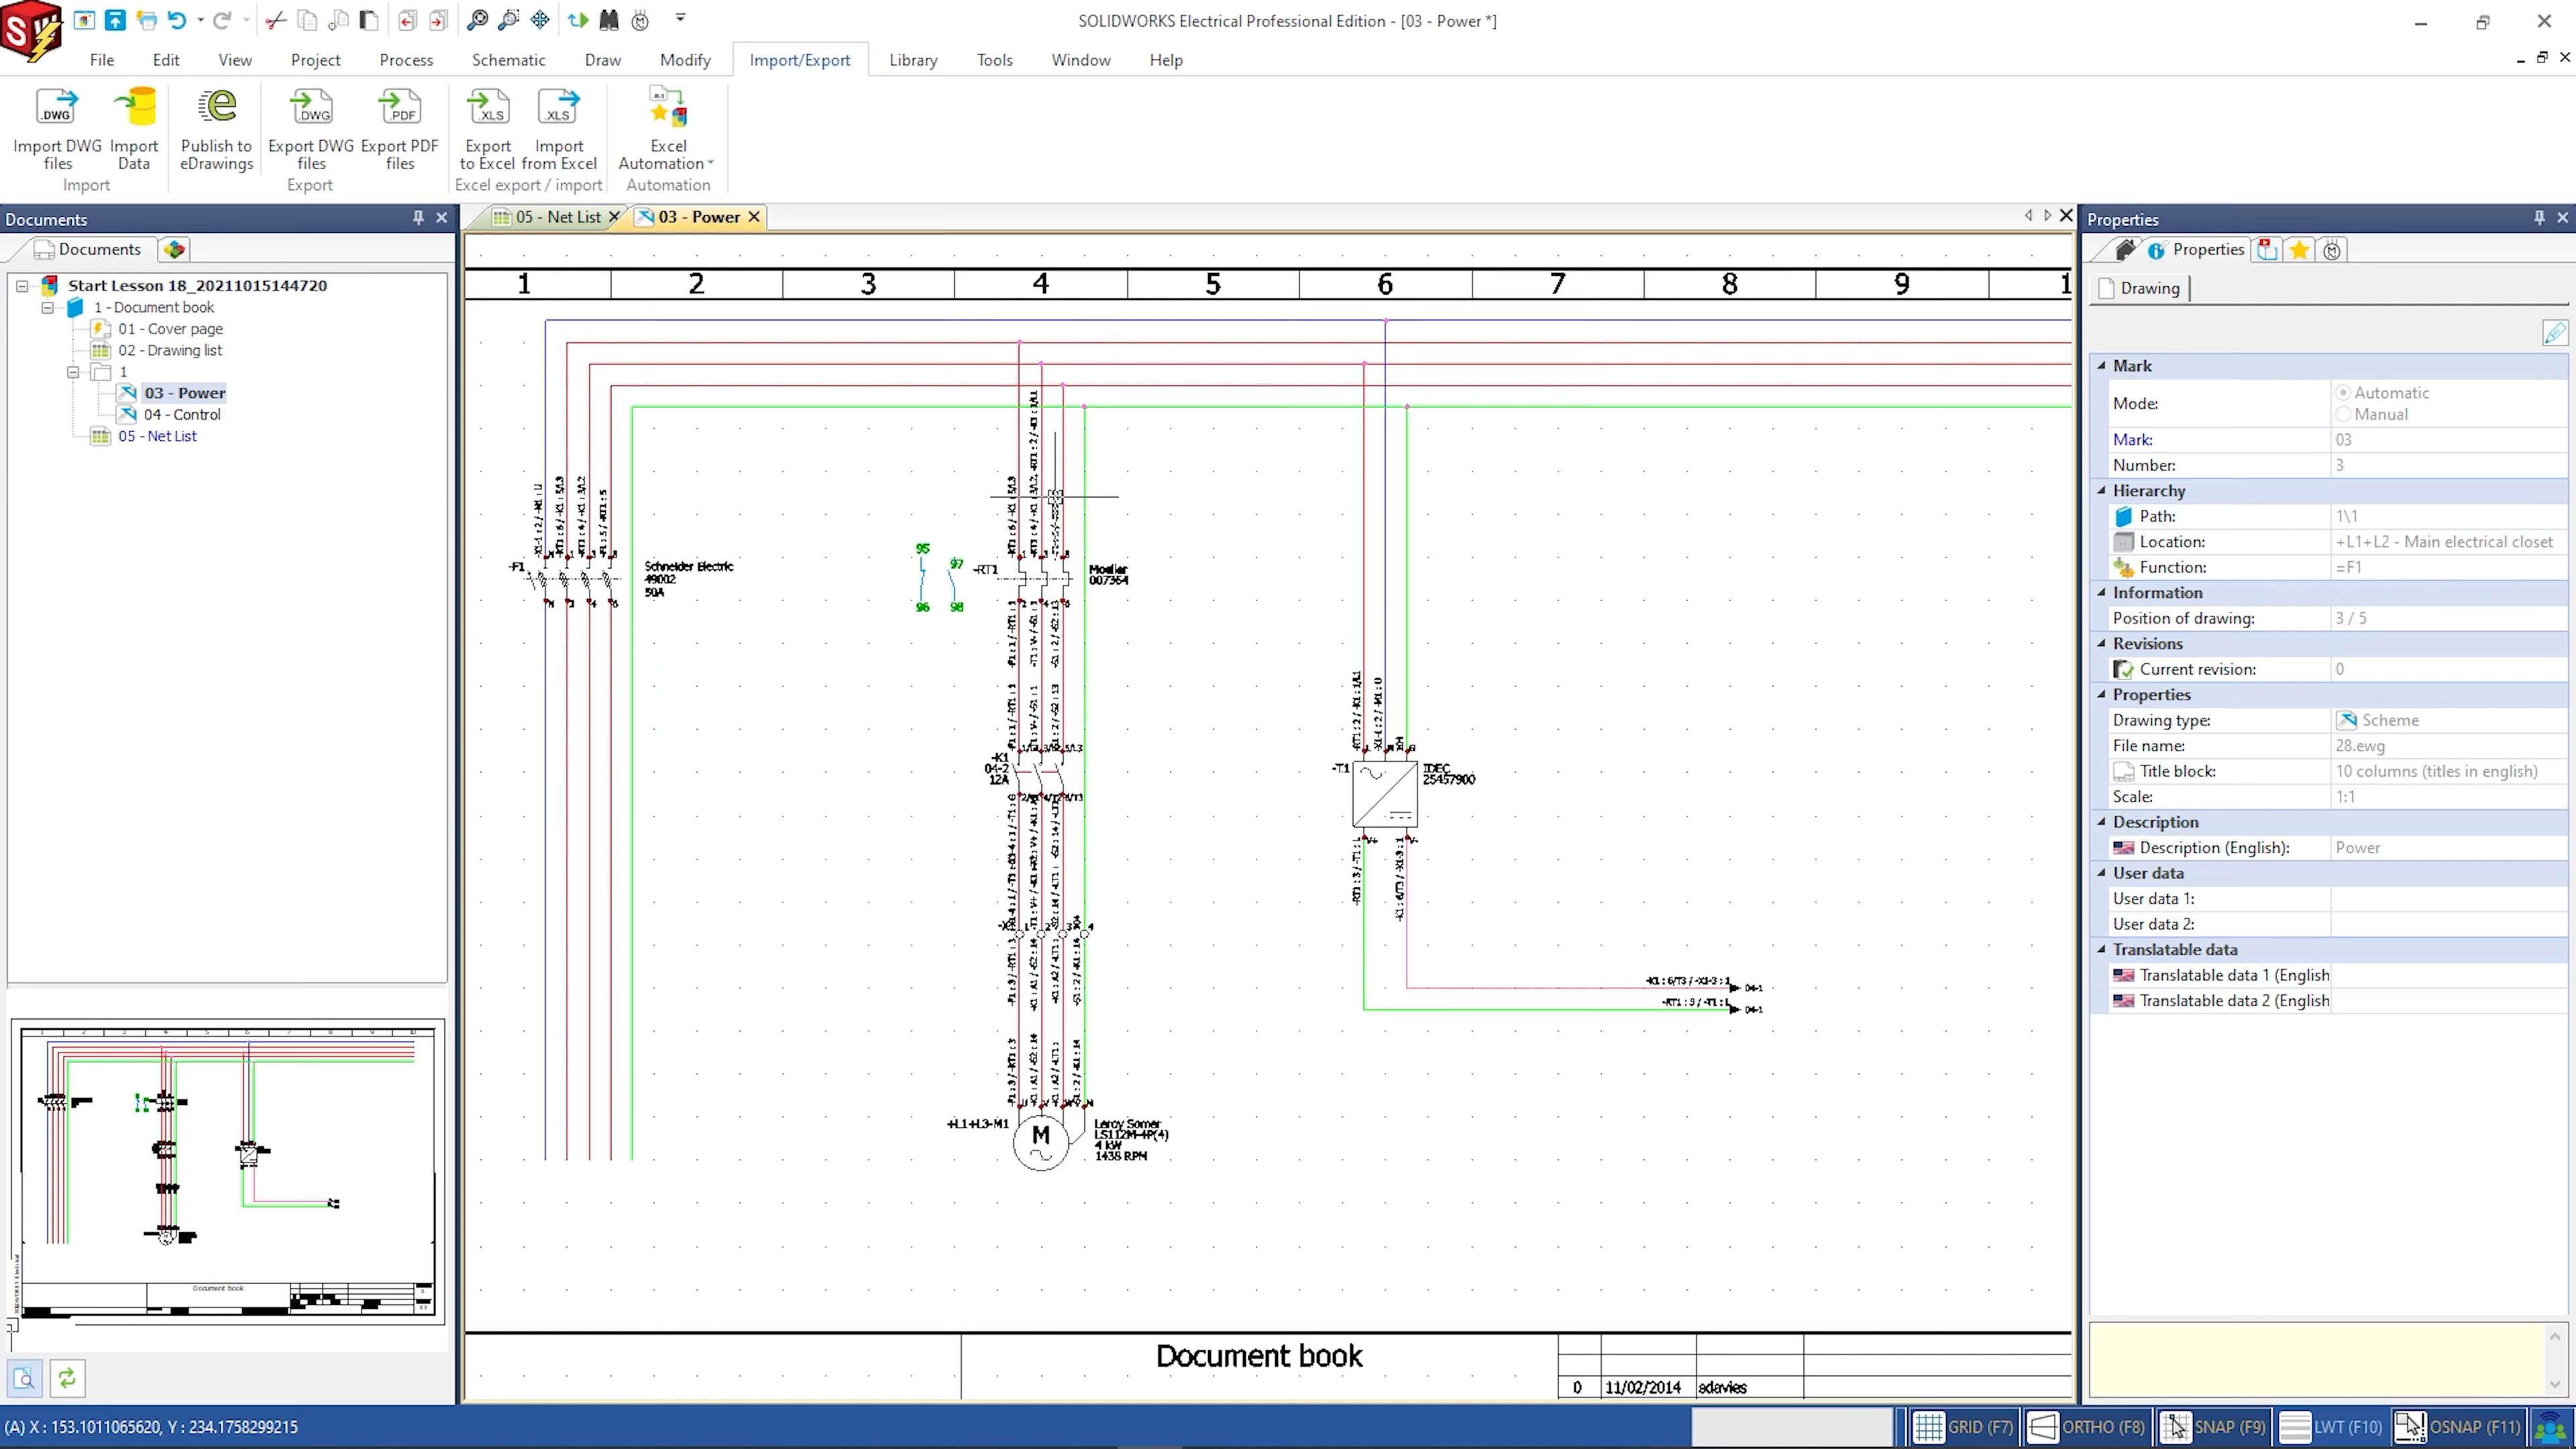 SOLIDWORKS Electrical Professional Edition - [03 - Power *]
File Edit View Project Process Schematic Draw Modify Import/Export Library Tools Window Help
Import DWG files
Import Data
Publish to eDrawings
Export DWG files
Export PDF files
Export to Excel
Import from Excel
Excel Automation
Import
Export
Excel export / import
Automation
Documents
Documents
Start Lesson 18_20211015144720
1 - Document book
01 - Cover page
02 - Drawing list
1
03 - Power
04 - Control
05 - Net List
05 - Net List
03 - Power
1 2 3 4 5 6 7 8 9
-F1
Schneider Electric
49002
50A
95
97
96
98
-RT1
Moeller
007364
-K1
04-2
12A
-T1
IDEC
25457900
-K1 : 6/T3 / -X1-3 : 1
04-1
-RT1 : 3 / -T1 : L
04-1
+L1+L3-M1
M
Leroy Somer
LS112M-4P(4)
4 kW
1438 RPM
Document book
0 11/02/2014 adavies
Properties
Properties
Drawing
Mark
Mode: Automatic
Manual
Mark: 03
Number: 3
Hierarchy
Path: 1\1
Location: +L1+L2 - Main electrical closet
Function: =F1
Information
Position of drawing: 3 / 5
Revisions
Current revision: 0
Properties
Drawing type: Scheme
File name: 28.ewg
Title block: 10 columns (titles in english)
Scale: 1:1
Description
Description (English): Power
User data
User data 1:
User data 2:
Translatable data
Translatable data 1 (English
Translatable data 2 (English
(A) X : 153.1011065620, Y : 234.1758299215
GRID (F7) ORTHO (F8) SNAP (F9) LWT (F10) OSNAP (F11)